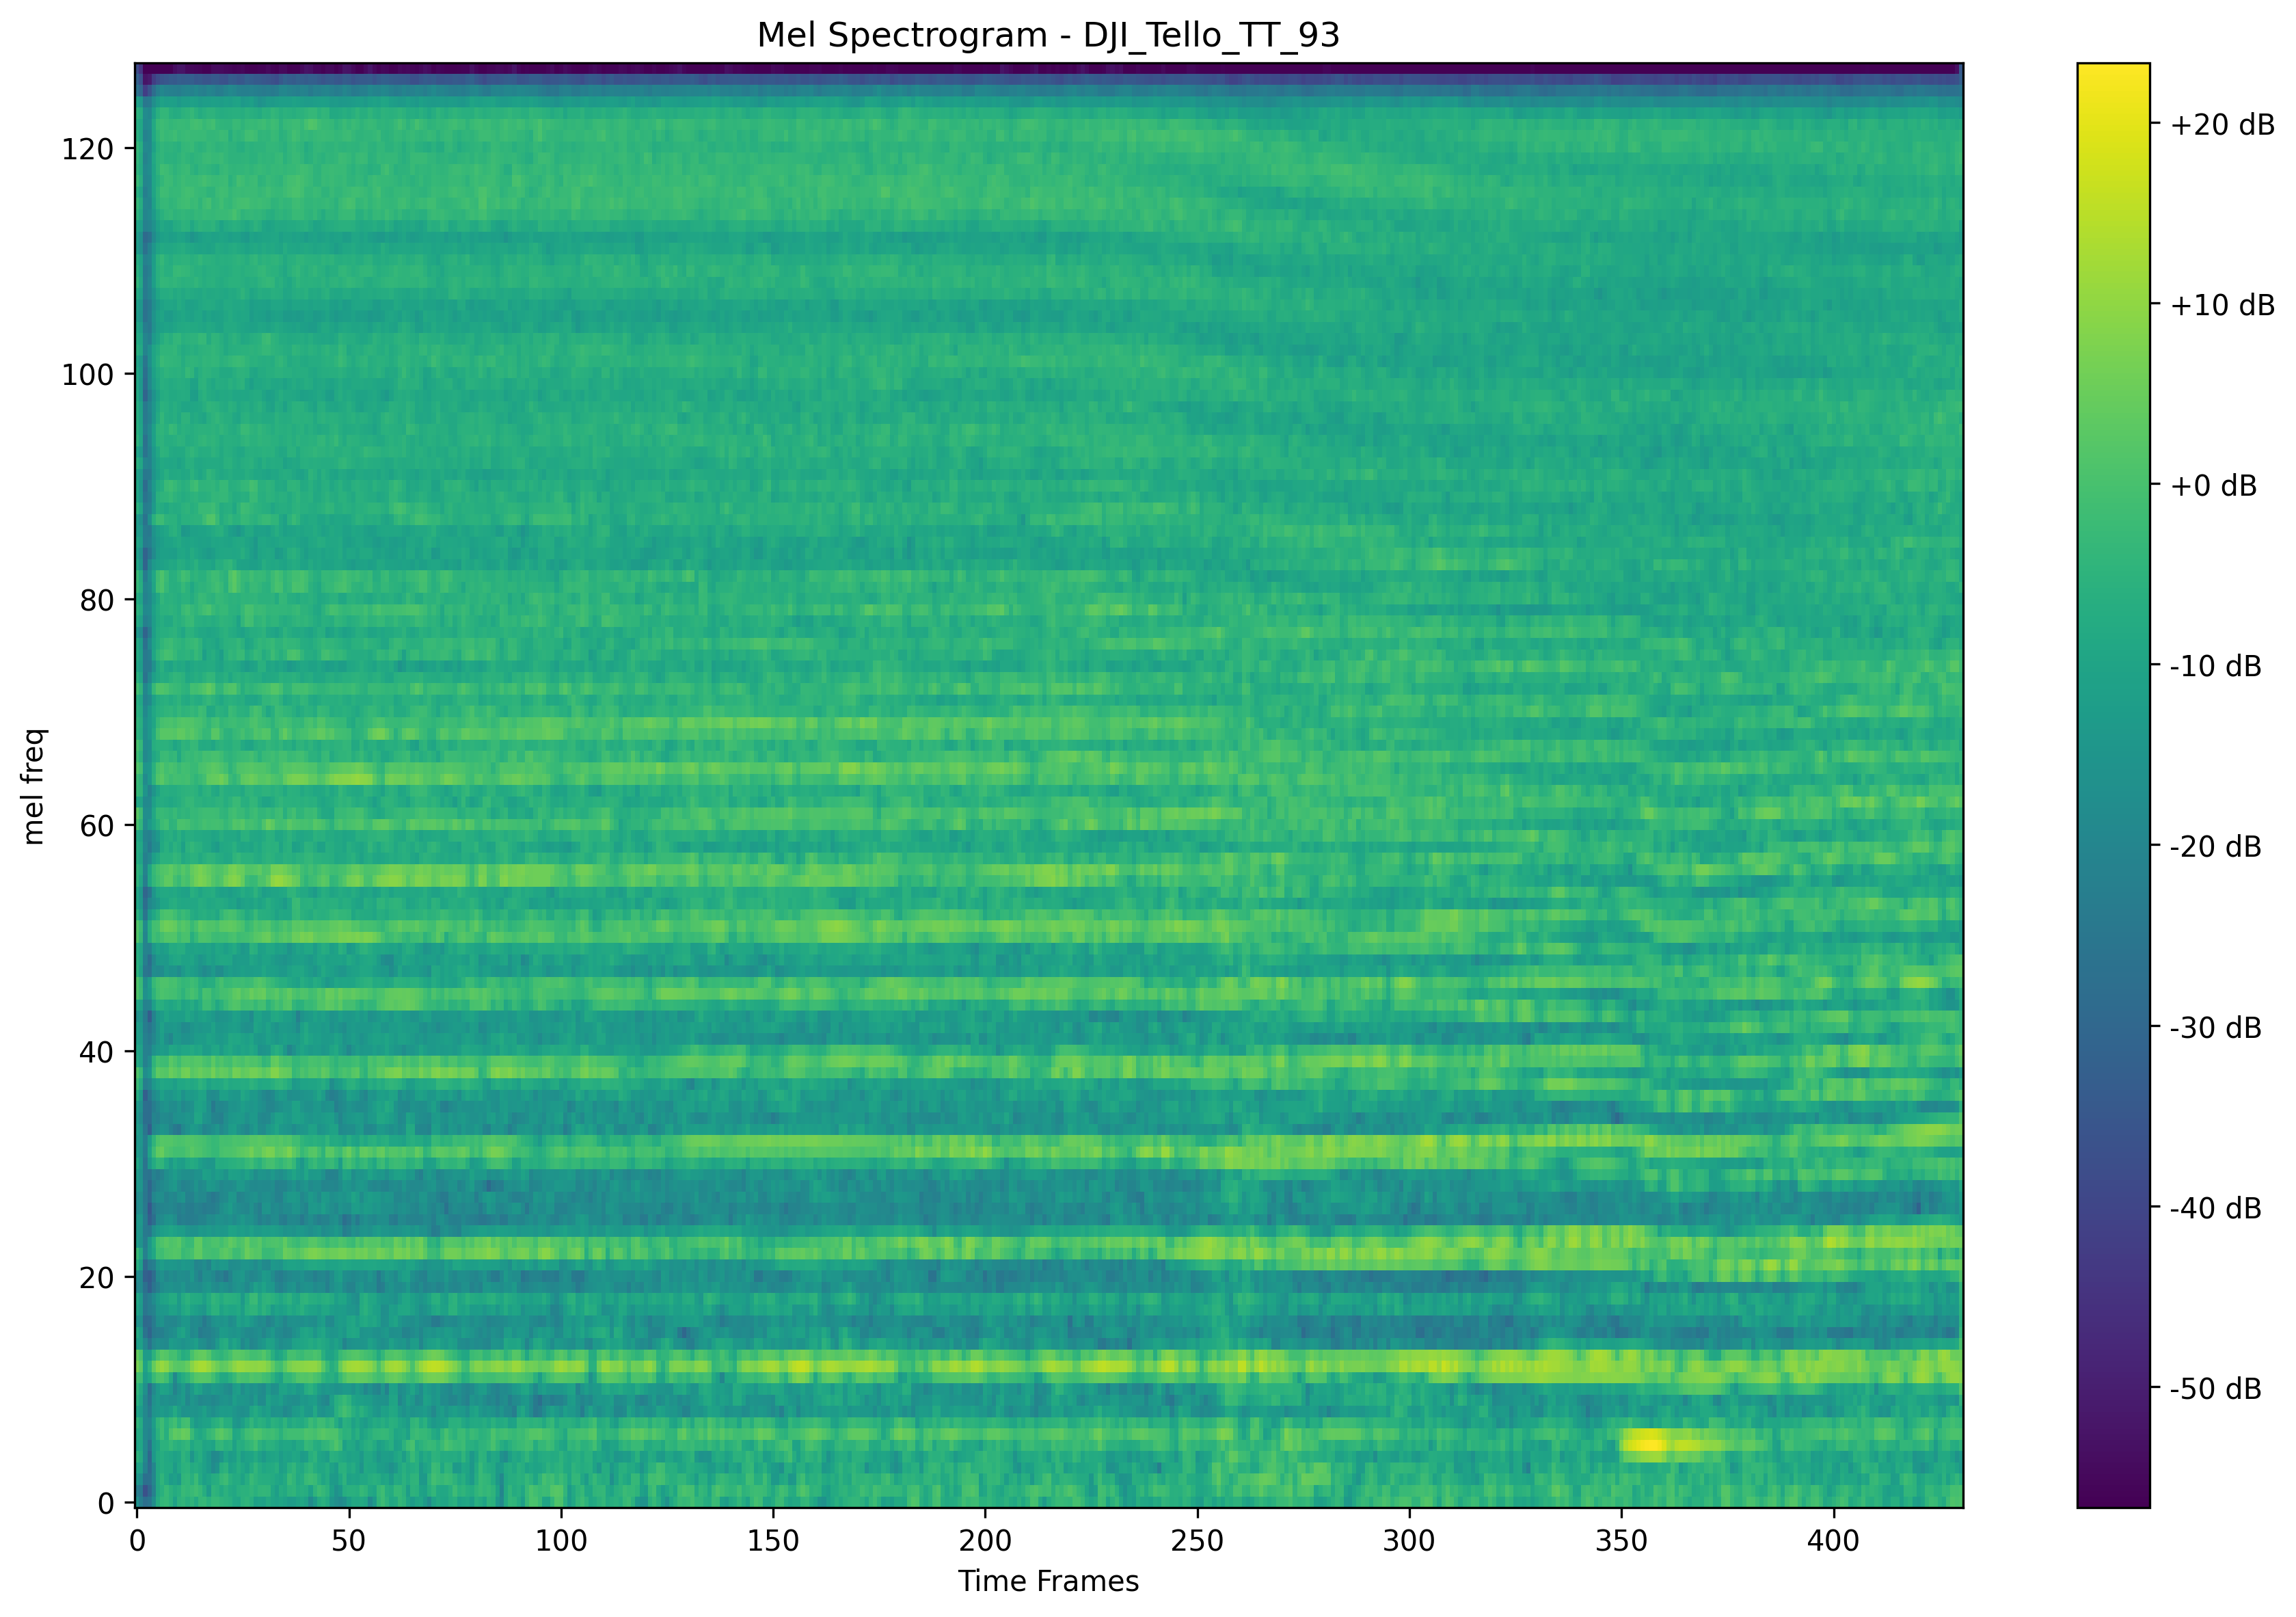 Mel Spectrogram - DJI_Tello_TT_93
120
100
80
60
40
20
0
mel freq
0 50 100 150 200 250 300 350 400
Time Frames
+20 dB
+10 dB
+0 dB
-10 dB
-20 dB
-30 dB
-40 dB
-50 dB